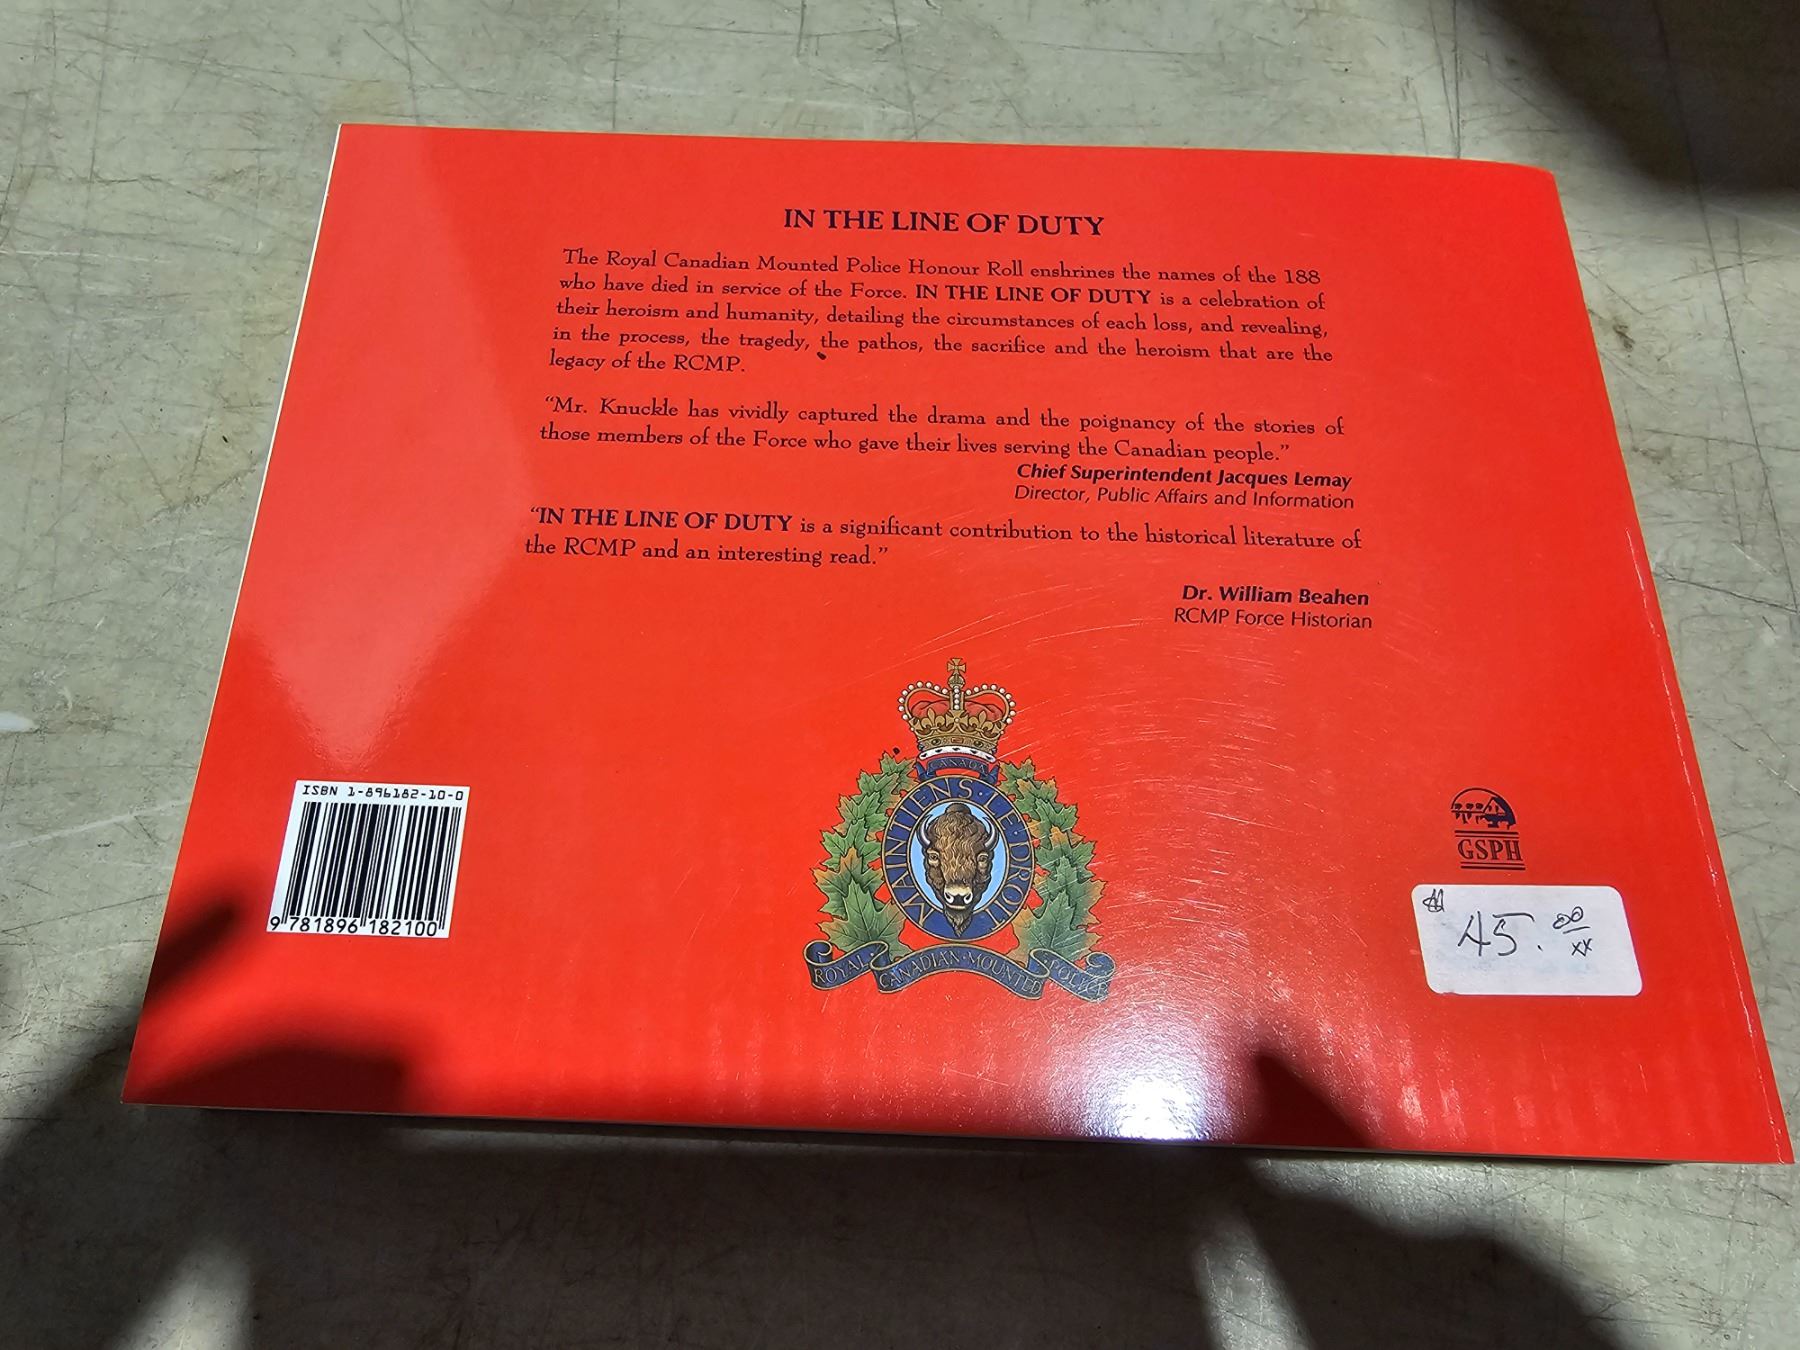 IN THE LINE OF DUTY
The Royal Canadian Mounted Police Honour Roll enshrines the names of the 188
who have died in service of the Force. IN THE LINE OF DUTY is a celebration of
their heroism and humanity, detailing the circumstances of each loss, and revealing,
in the process, the tragedy, the pathos, the sacrifice and the heroism that are the
legacy of the RCMP.
“Mr. Knuckle has vividly captured the drama and the poignancy of the stories of
those members of the Force who gave their lives serving the Canadian people.”
Chief Superintendent Jacques Lemay
Director, Public Affairs and Information
“IN THE LINE OF DUTY is a significant contribution to the historical literature of
the RCMP and an interesting read.”
Dr. William Beahen
RCMP Force Historian
CANADA
MAINTIENS·LE·DROIT
ROYAL·CANADIAN·MOUNTED·POLICE
ISBN 1-896182-10-0
9 781896 182100
GSPH
45.00
xx